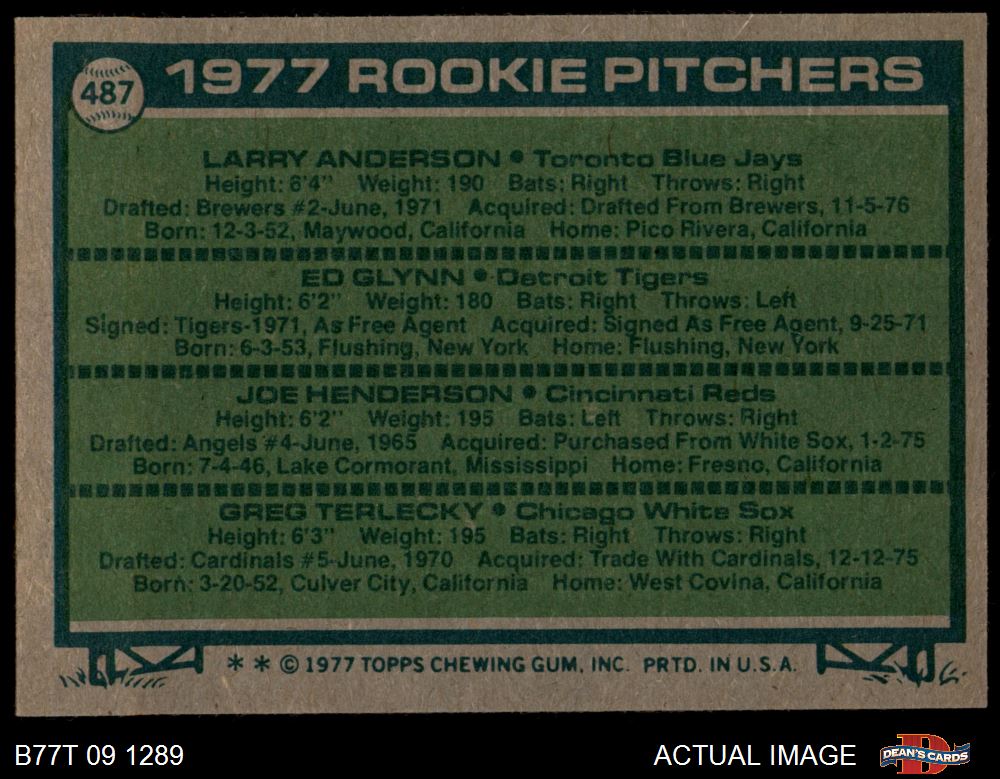 487
1977 ROOKIE PITCHERS
LARRY ANDERSON • Toronto Blue Jays
Height: 6'4" Weight: 190 Bats: Right Throws: Right
Drafted: Brewers #2-June, 1971 Acquired: Drafted From Brewers, 11-5-76
Born: 12-3-52, Maywood, California Home: Pico Rivera, California
ED GLYNN • Detroit Tigers
Height: 6'2" Weight: 180 Bats: Right Throws: Left
Signed: Tigers-1971, As Free Agent Acquired: Signed As Free Agent, 9-25-71
Born: 6-3-53, Flushing, New York Home: Flushing, New York
JOE HENDERSON • Cincinnati Reds
Height: 6'2" Weight: 195 Bats: Left Throws: Right
Drafted: Angels #4-June, 1965 Acquired: Purchased From White Sox, 1-2-75
Born: 7-4-46, Lake Cormorant, Mississippi Home: Fresno, California
GREG TERLECKY • Chicago White Sox
Height: 6'3" Weight: 195 Bats: Right Throws: Right
Drafted: Cardinals #5-June, 1970 Acquired: Trade With Cardinals, 12-12-75
Born: 3-20-52, Culver City, California Home: West Covina, California
* * © 1977 TOPPS CHEWING GUM, INC. PRTD. IN U.S.A.
B77T 09 1289
ACTUAL IMAGE
DEAN'S CARDS